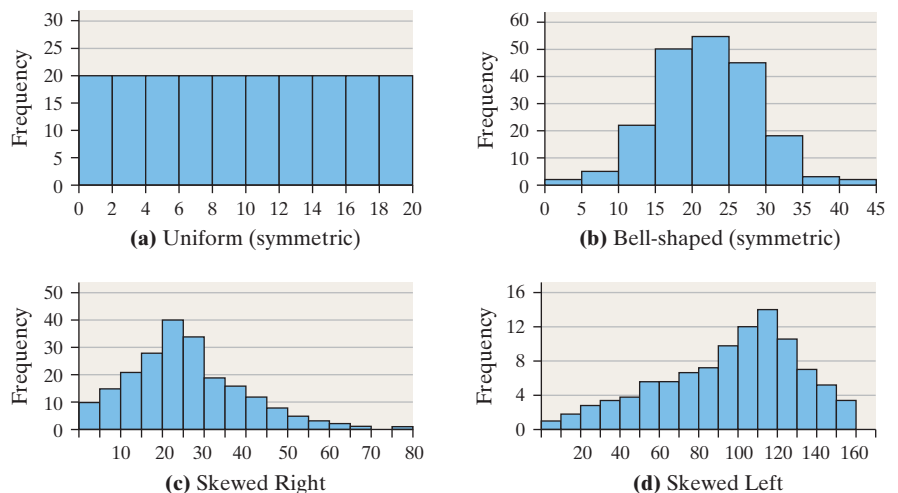 Frequency
30
25
20
15
10
5
0
0 2 4 6 8 10 12 14 16 18 20
(a) Uniform (symmetric)
Frequency
60
50
40
30
20
10
0
0 5 10 15 20 25 30 35 45
(b) Bell-shaped (symmetric)
Frequency
50
40
30
20
10
0
10 20 30 40 50 60 70 80
(c) Skewed Right
Frequency
16
12
8
4
0
20 40 60 80 100 120 140 160
(d) Skewed Left